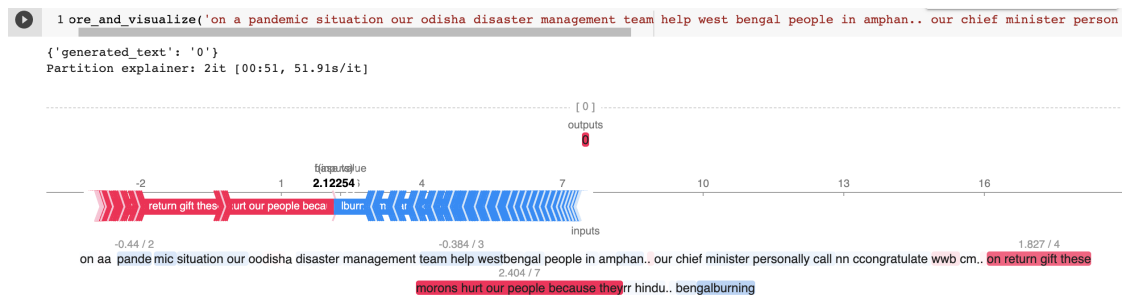 1 ore_and_visualize('on a pandemic situation our odisha disaster management team help west bengal people in amphan.. our chief minister person
{'generated_text': '0'}
Partition explainer: 2it [00:51, 51.91s/it]
[ 0 ]
outputs
0
-2 1 2.12254 4 7 10 13 16
return gift thes urt our people beca lburr
inputs
-0.44 / 2 -0.384 / 3 1.827 / 4
on aa pande mic situation our oodisha disaster management team help westbengal people in amphan.. our chief minister personally call nn ccongratulate wwb cm.. on return gift these
2.404 / 7
morons hurt our people because theyrr hindu.. bengalburning